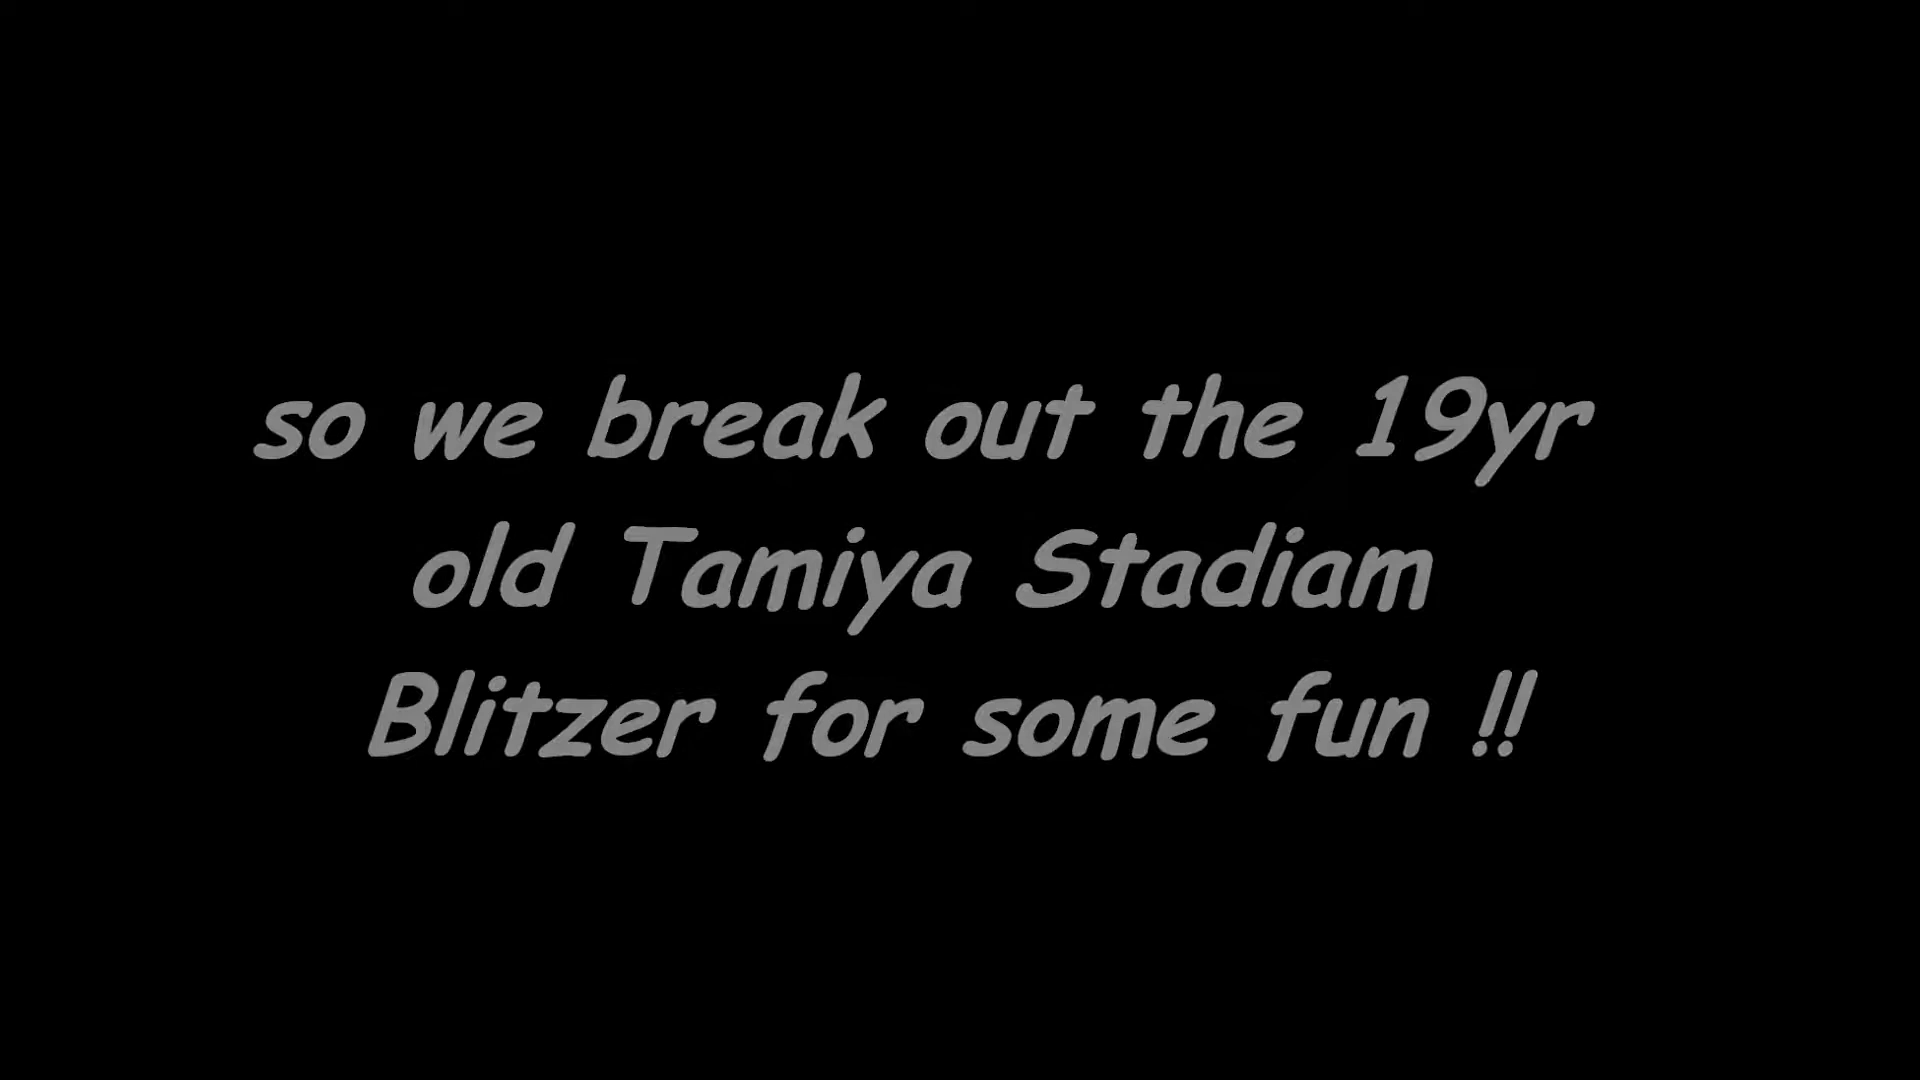 so we break out the 19yr
old Tamiya Stadiam
Blitzer for some fun !!